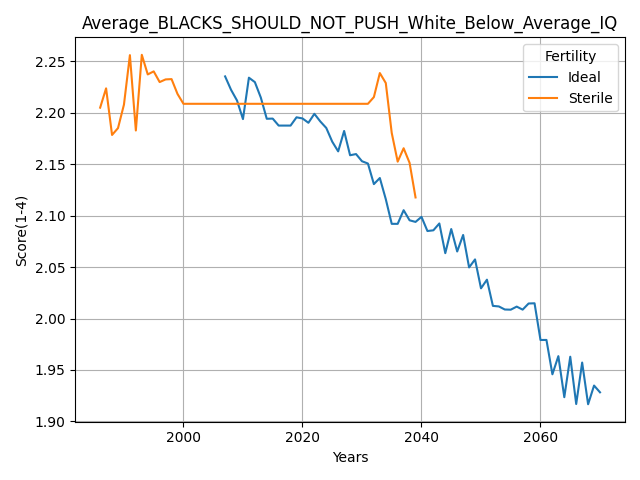 Average_BLACKS_SHOULD_NOT_PUSH_White_Below_Average_IQ
Fertility
Ideal
Sterile
Score(1-4)
2.25
2.20
2.15
2.10
2.05
2.00
1.95
1.90
2000 2020 2040 2060
Years